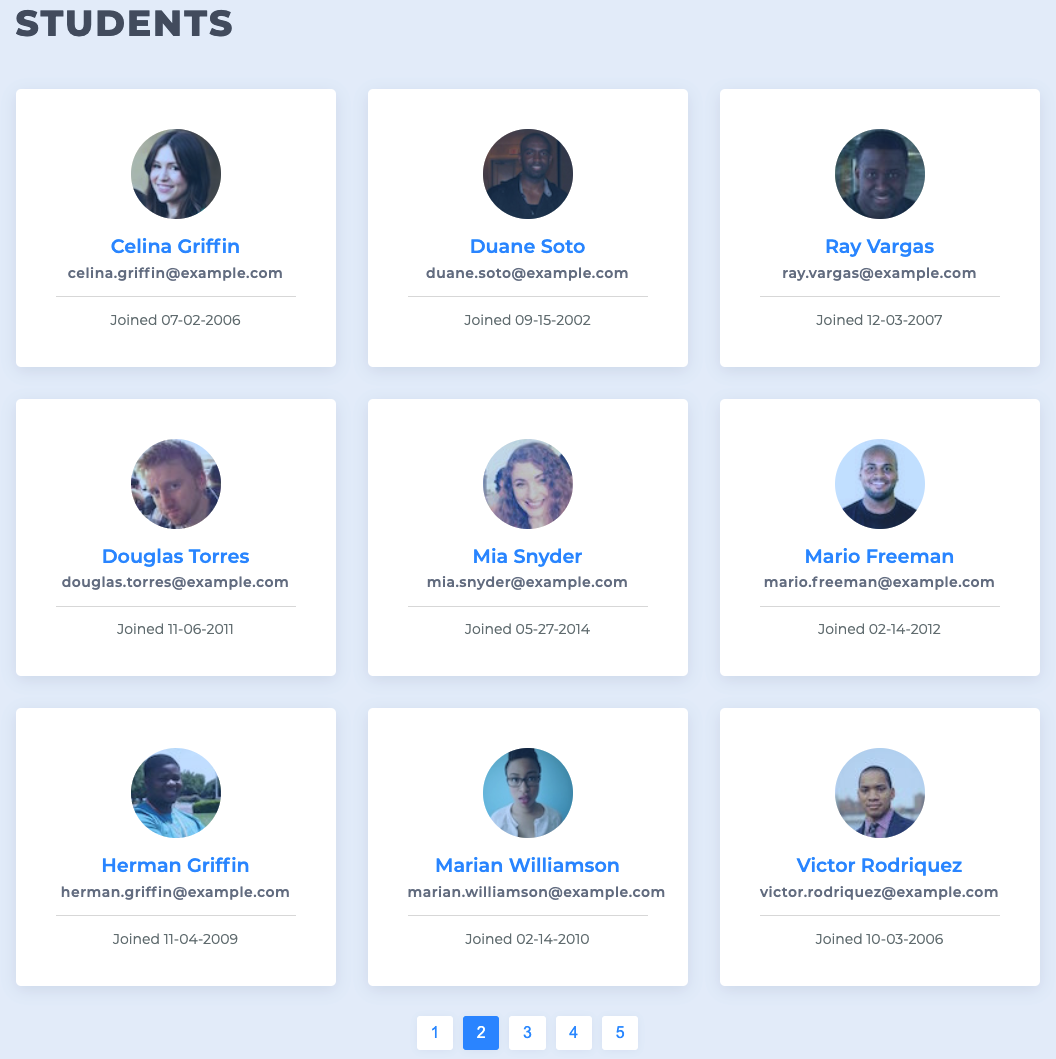 STUDENTS
Celina Griffin
celina.griffin@example.com
Joined 07-02-2006
Duane Soto
duane.soto@example.com
Joined 09-15-2002
Ray Vargas
ray.vargas@example.com
Joined 12-03-2007
Douglas Torres
douglas.torres@example.com
Joined 11-06-2011
Mia Snyder
mia.snyder@example.com
Joined 05-27-2014
Mario Freeman
mario.freeman@example.com
Joined 02-14-2012
Herman Griffin
herman.griffin@example.com
Joined 11-04-2009
Marian Williamson
marian.williamson@example.com
Joined 02-14-2010
Victor Rodriquez
victor.rodriquez@example.com
Joined 10-03-2006
1 2 3 4 5